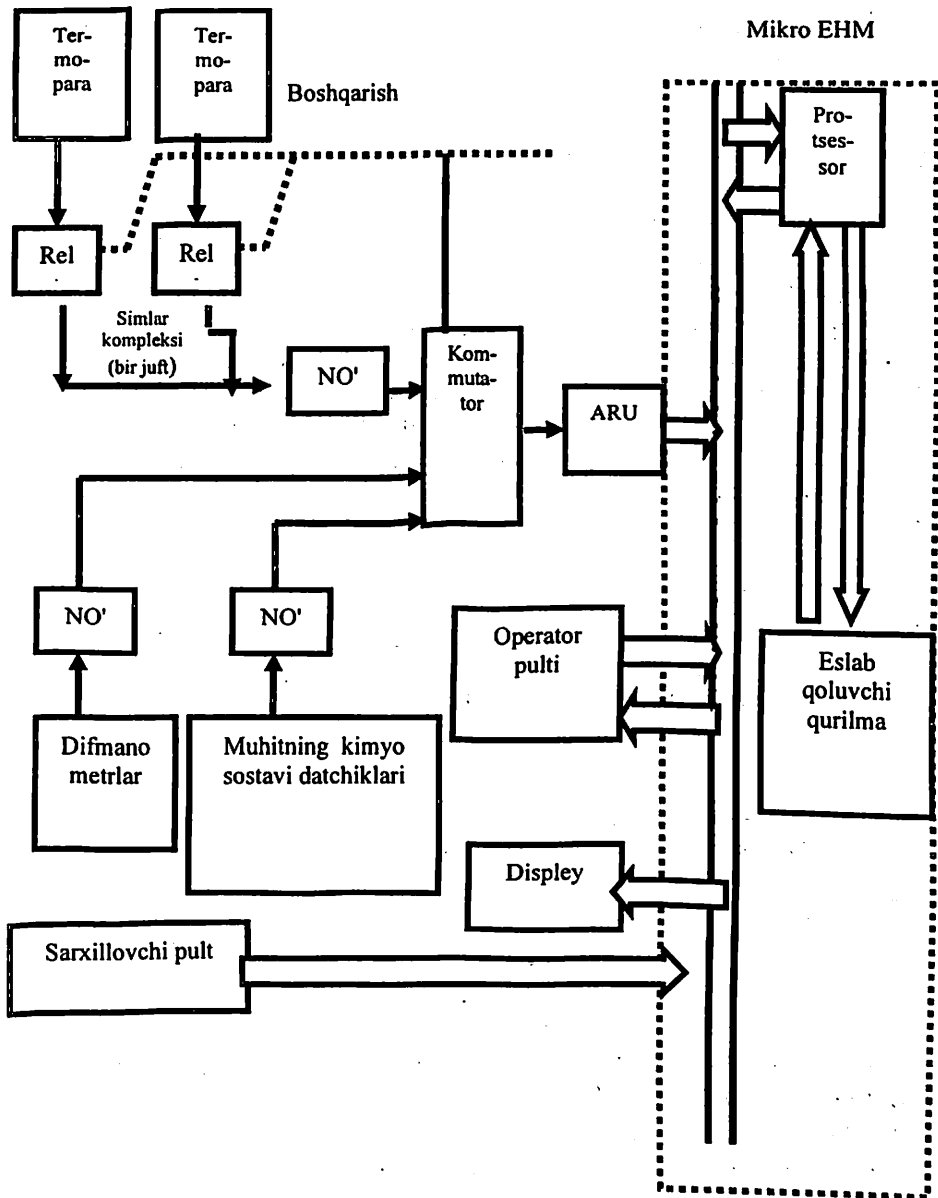 Ter-
mo-
para
Ter-
mo-
para
Boshqarish
Mikro EHM
Pro-
tses-
sor
Rel
Rel
Simlar
kompleksi
(bir juft)
NO'
Kom-
muta-
tor
ARU
NO'
NO'
Operator
pulti
Eslab
qoluvchi
qurilma
Difmano
metrlar
Muhitning kimyo
sostavi datchiklari
Displey
Sarxillovchi pult